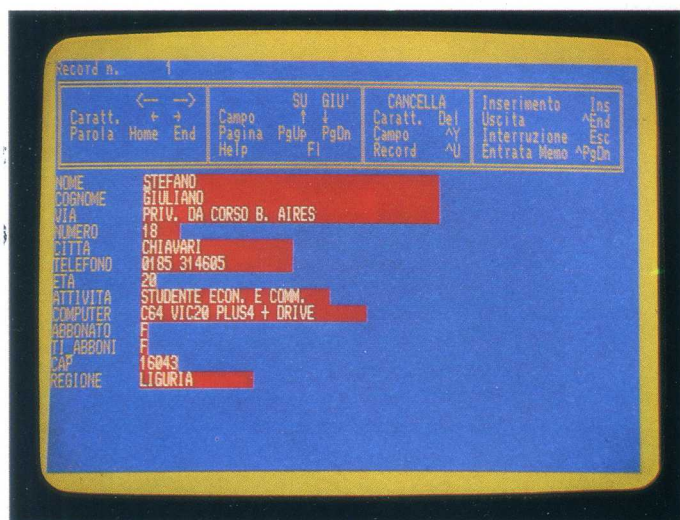 Record n. 1
<-- --> SU GIU' CANCELLA Inserimento Ins
Caratt. ← → Campo ↑ ↓ Caratt. Del Uscita ^End
Parola Home End Pagina PgUp PgDn Campo ^Y Interruzione Esc
Help F1 Record ^U Entrata Memo ^PgDn
NOME STEFANO
COGNOME GIULIANO
VIA PRIV. DA CORSO B. AIRES
NUMERO 18
CITTA CHIAVARI
TELEFONO 0185 314605
ETA 20
ATTIVITA STUDENTE ECON. E COMM.
COMPUTER C64 VIC20 PLUS4 + DRIVE
ABBONATO F
TI_ABBONI F
CAP 16043
REGIONE LIGURIA